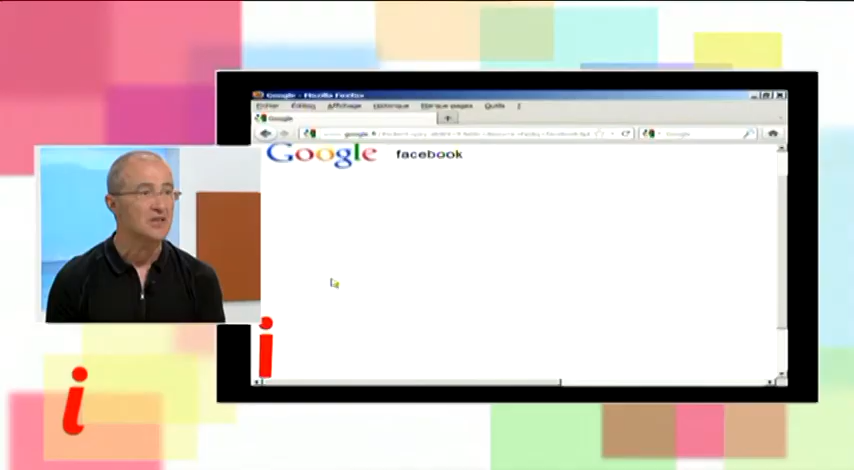 Google - Mozilla Firefox
Fichier Édition Affichage Historique Marque-pages Outils ?
Google
Google
Google facebook
i
i